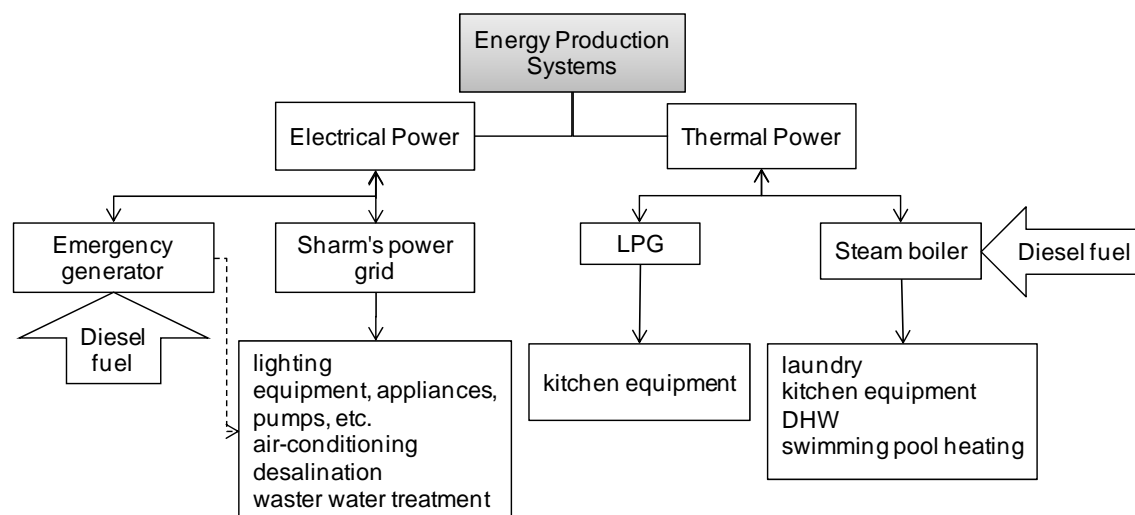 Energy Production
Systems
Electrical Power
Thermal Power
Emergency
generator
Sharm's power
grid
LPG
Steam boiler
Diesel fuel
Diesel
fuel
lighting
equipment, appliances,
pumps, etc.
air-conditioning
desalination
waster water treatment
kitchen equipment
laundry
kitchen equipment
DHW
swimming pool heating